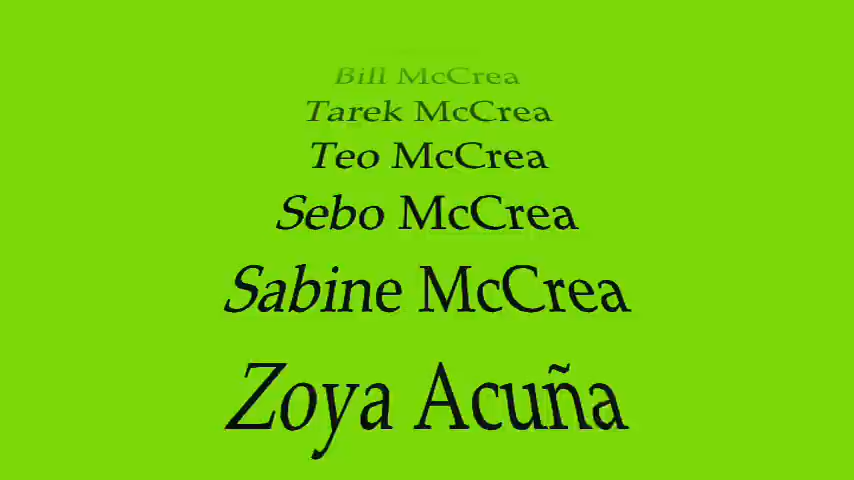 Bill McCrea
Tarek McCrea
Teo McCrea
Sebo McCrea
Sabine McCrea
Zoya Acuña